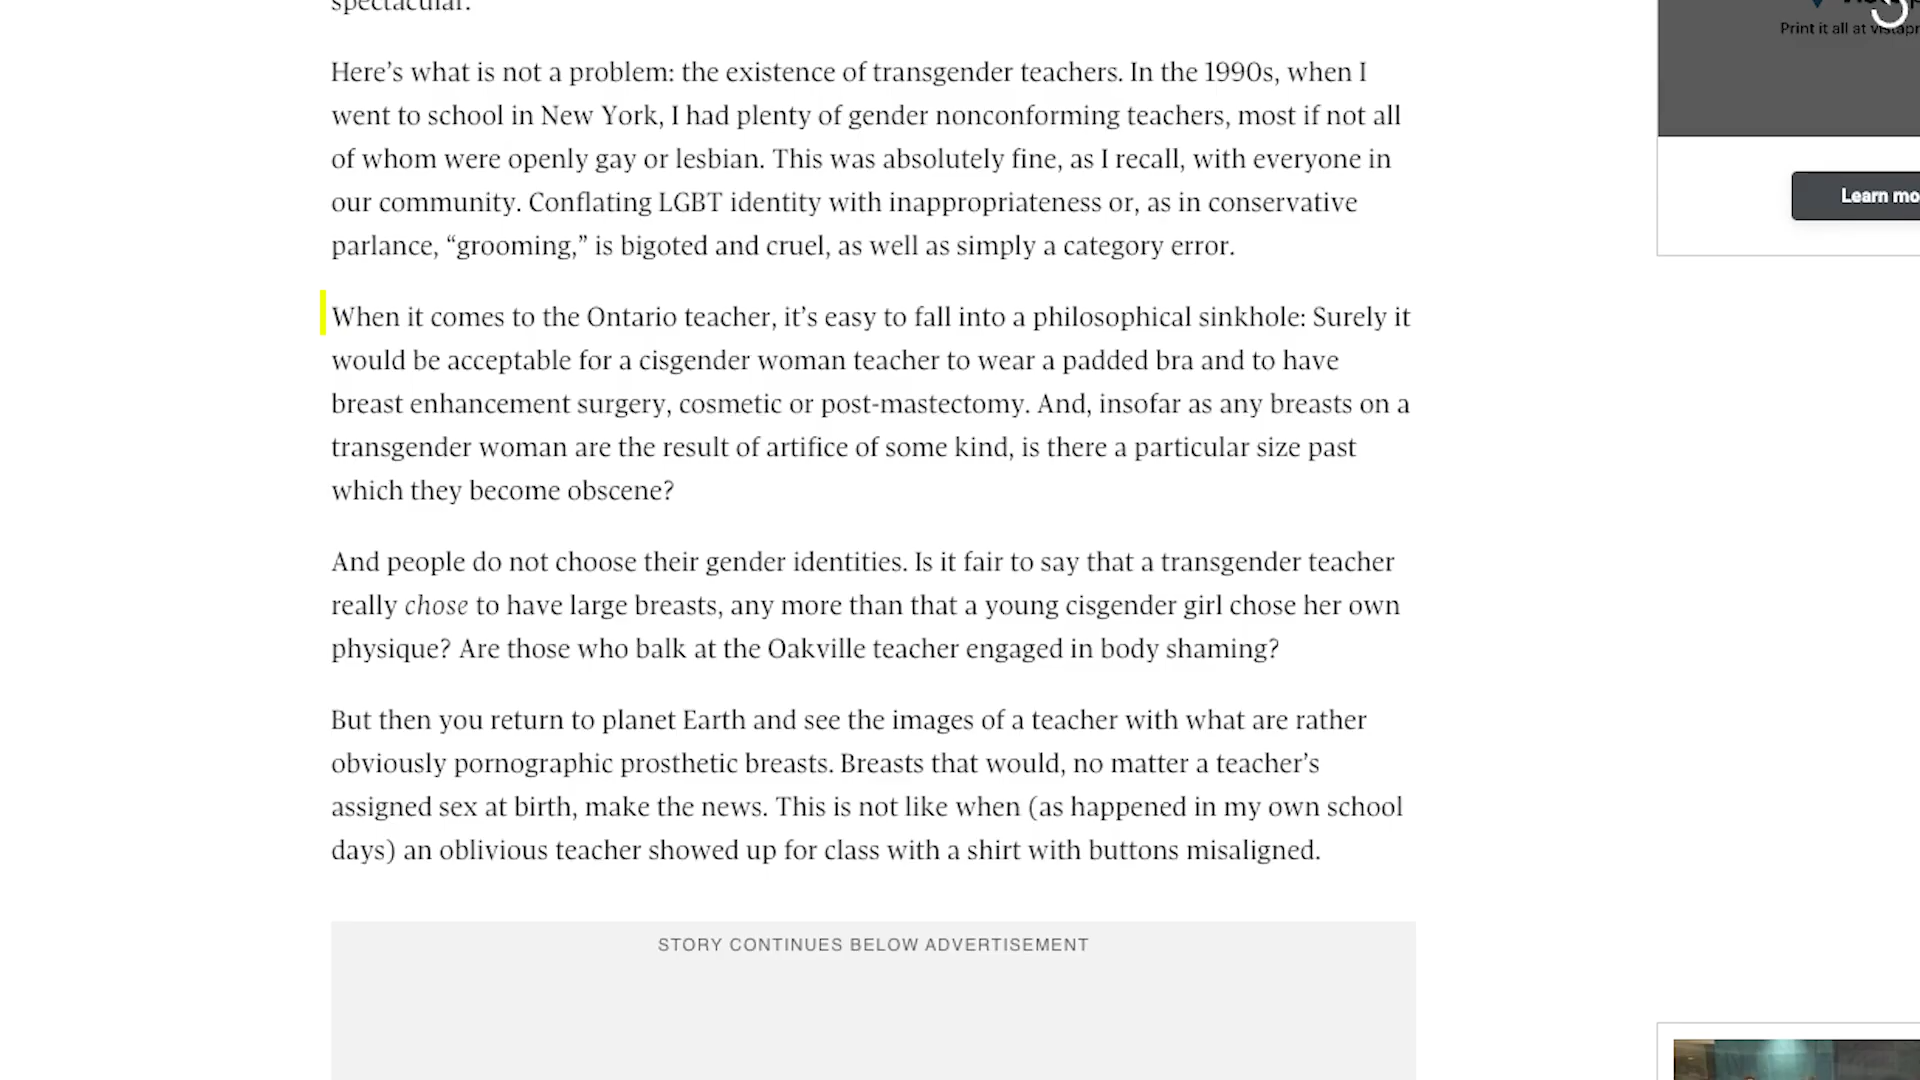 spectacular.
Here’s what is not a problem: the existence of transgender teachers. In the 1990s, when I
went to school in New York, I had plenty of gender nonconforming teachers, most if not all
of whom were openly gay or lesbian. This was absolutely fine, as I recall, with everyone in
our community. Conflating LGBT identity with inappropriateness or, as in conservative
parlance, “grooming,” is bigoted and cruel, as well as simply a category error.
When it comes to the Ontario teacher, it’s easy to fall into a philosophical sinkhole: Surely it
would be acceptable for a cisgender woman teacher to wear a padded bra and to have
breast enhancement surgery, cosmetic or post-mastectomy. And, insofar as any breasts on a
transgender woman are the result of artifice of some kind, is there a particular size past
which they become obscene?
And people do not choose their gender identities. Is it fair to say that a transgender teacher
really chose to have large breasts, any more than that a young cisgender girl chose her own
physique? Are those who balk at the Oakville teacher engaged in body shaming?
But then you return to planet Earth and see the images of a teacher with what are rather
obviously pornographic prosthetic breasts. Breasts that would, no matter a teacher’s
assigned sex at birth, make the news. This is not like when (as happened in my own school
days) an oblivious teacher showed up for class with a shirt with buttons misaligned.
STORY CONTINUES BELOW ADVERTISEMENT
Print it all at
Learn